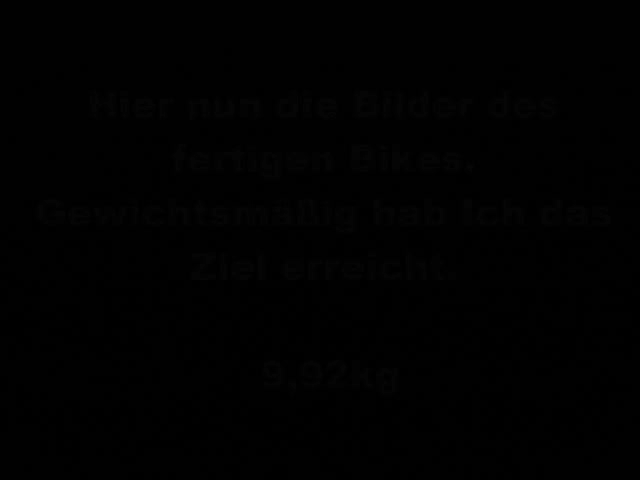 Hier nun die Bilder des
fertigen Bikes.
Gewichtsmäßig hab Ich das
Ziel erreicht.
9,92kg